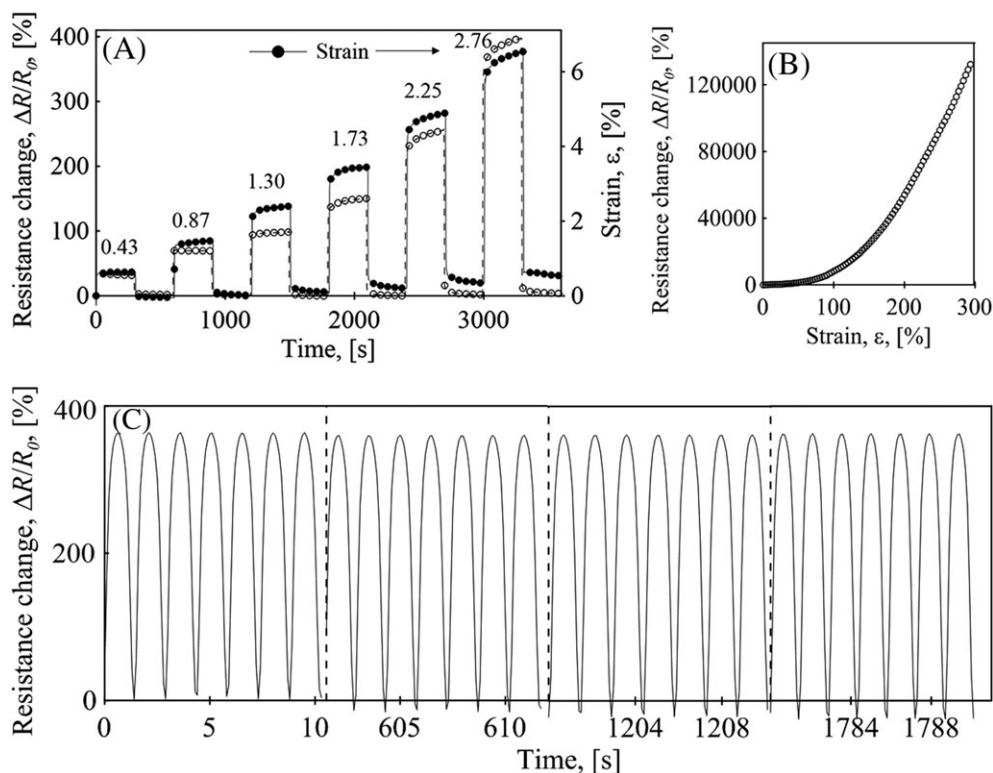 (A)
Strain
Resistance change, ΔR/R₀, [%]
400
300
200
100
0
0.43
0.87
1.30
1.73
2.25
2.76
6
4
2
0
Strain, ε, [%]
0
1000
2000
3000
Time, [s]
(B)
Resistance change, ΔR/R₀, [%]
120000
80000
40000
0
0
100
200
300
Strain, ε, [%]
(C)
Resistance change, ΔR/R₀, [%]
400
200
0
0 5 10 605 610 1204 1208 1784 1788
Time, [s]